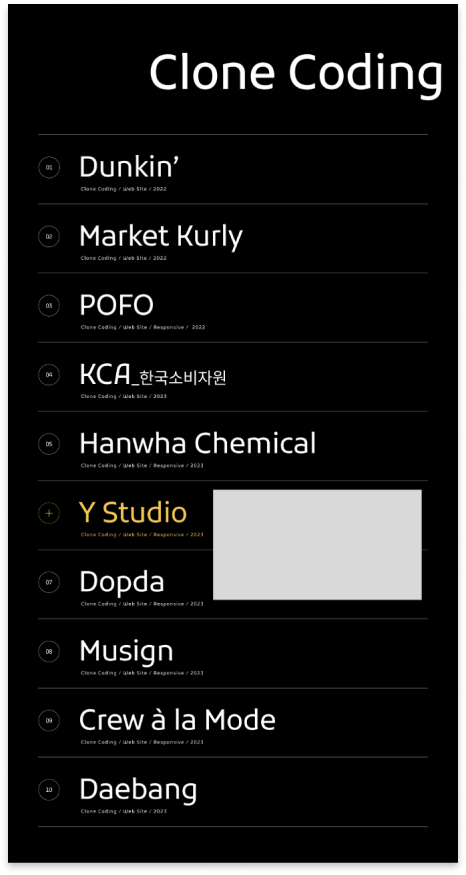 Clone Coding
01
Dunkin’
Clone Coding / Web Site / 2022
02
Market Kurly
Clone Coding / Web Site / 2022
03
POFO
Clone Coding / Web Site / Responsive / 2022
04
KCA_한국소비자원
Clone Coding / Web Site / 2023
05
Hanwha Chemical
Clone Coding / Web Site / Responsive / 2023
+
Y Studio
Clone Coding / Web Site / Responsive / 2023
07
Dopda
Clone Coding / Web Site / Responsive / 2023
08
Musign
Clone Coding / Web Site / Responsive / 2023
09
Crew à la Mode
Clone Coding / Web Site / Responsive / 2023
10
Daebang
Clone Coding / Web Site / 2023